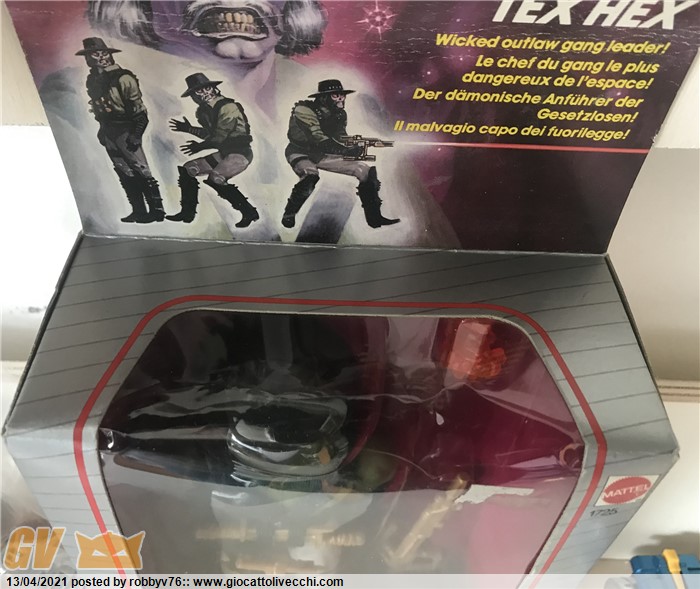 TEX HEX
Wicked outlaw gang leader!
Le chef du gang le plus
dangereux de l'espace!
Der dämonische Anführer der
Gesetzlosen!
Il malvagio capo dei fuorilegge!
MATTEL
1725
GV
13/04/2021 posted by robbyv76:: www.giocattolivecchi.com